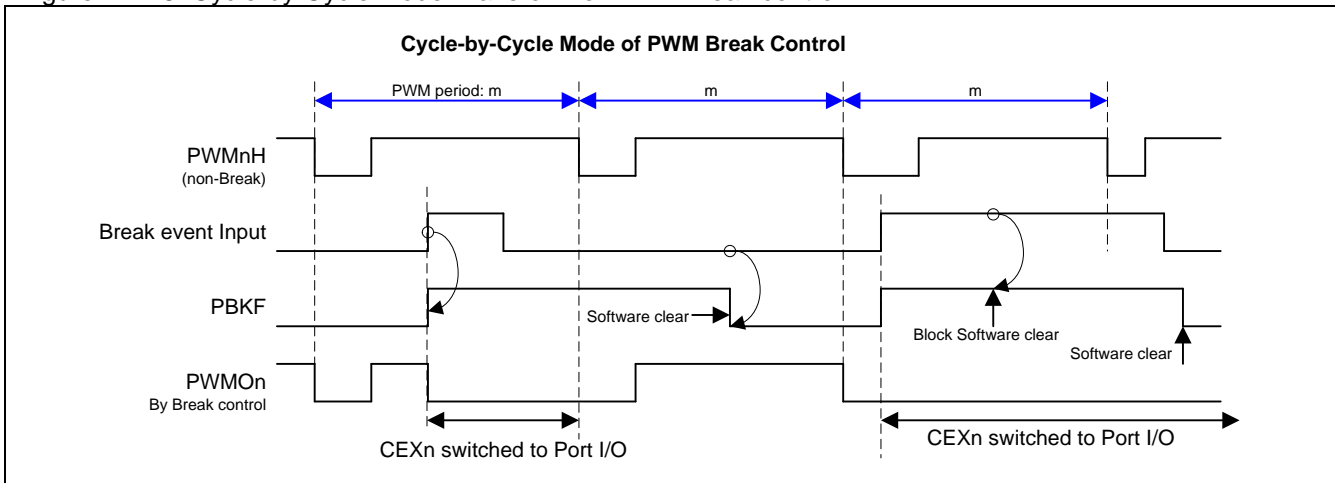 Cycle-by-Cycle Mode of PWM Break Control
PWM period: m
m
m
PWMnH
(non-Break)
Break event Input
PBKF
Software clear
Block Software clear
Software clear
PWMOn
By Break control
CEXn switched to Port I/O
CEXn switched to Port I/O